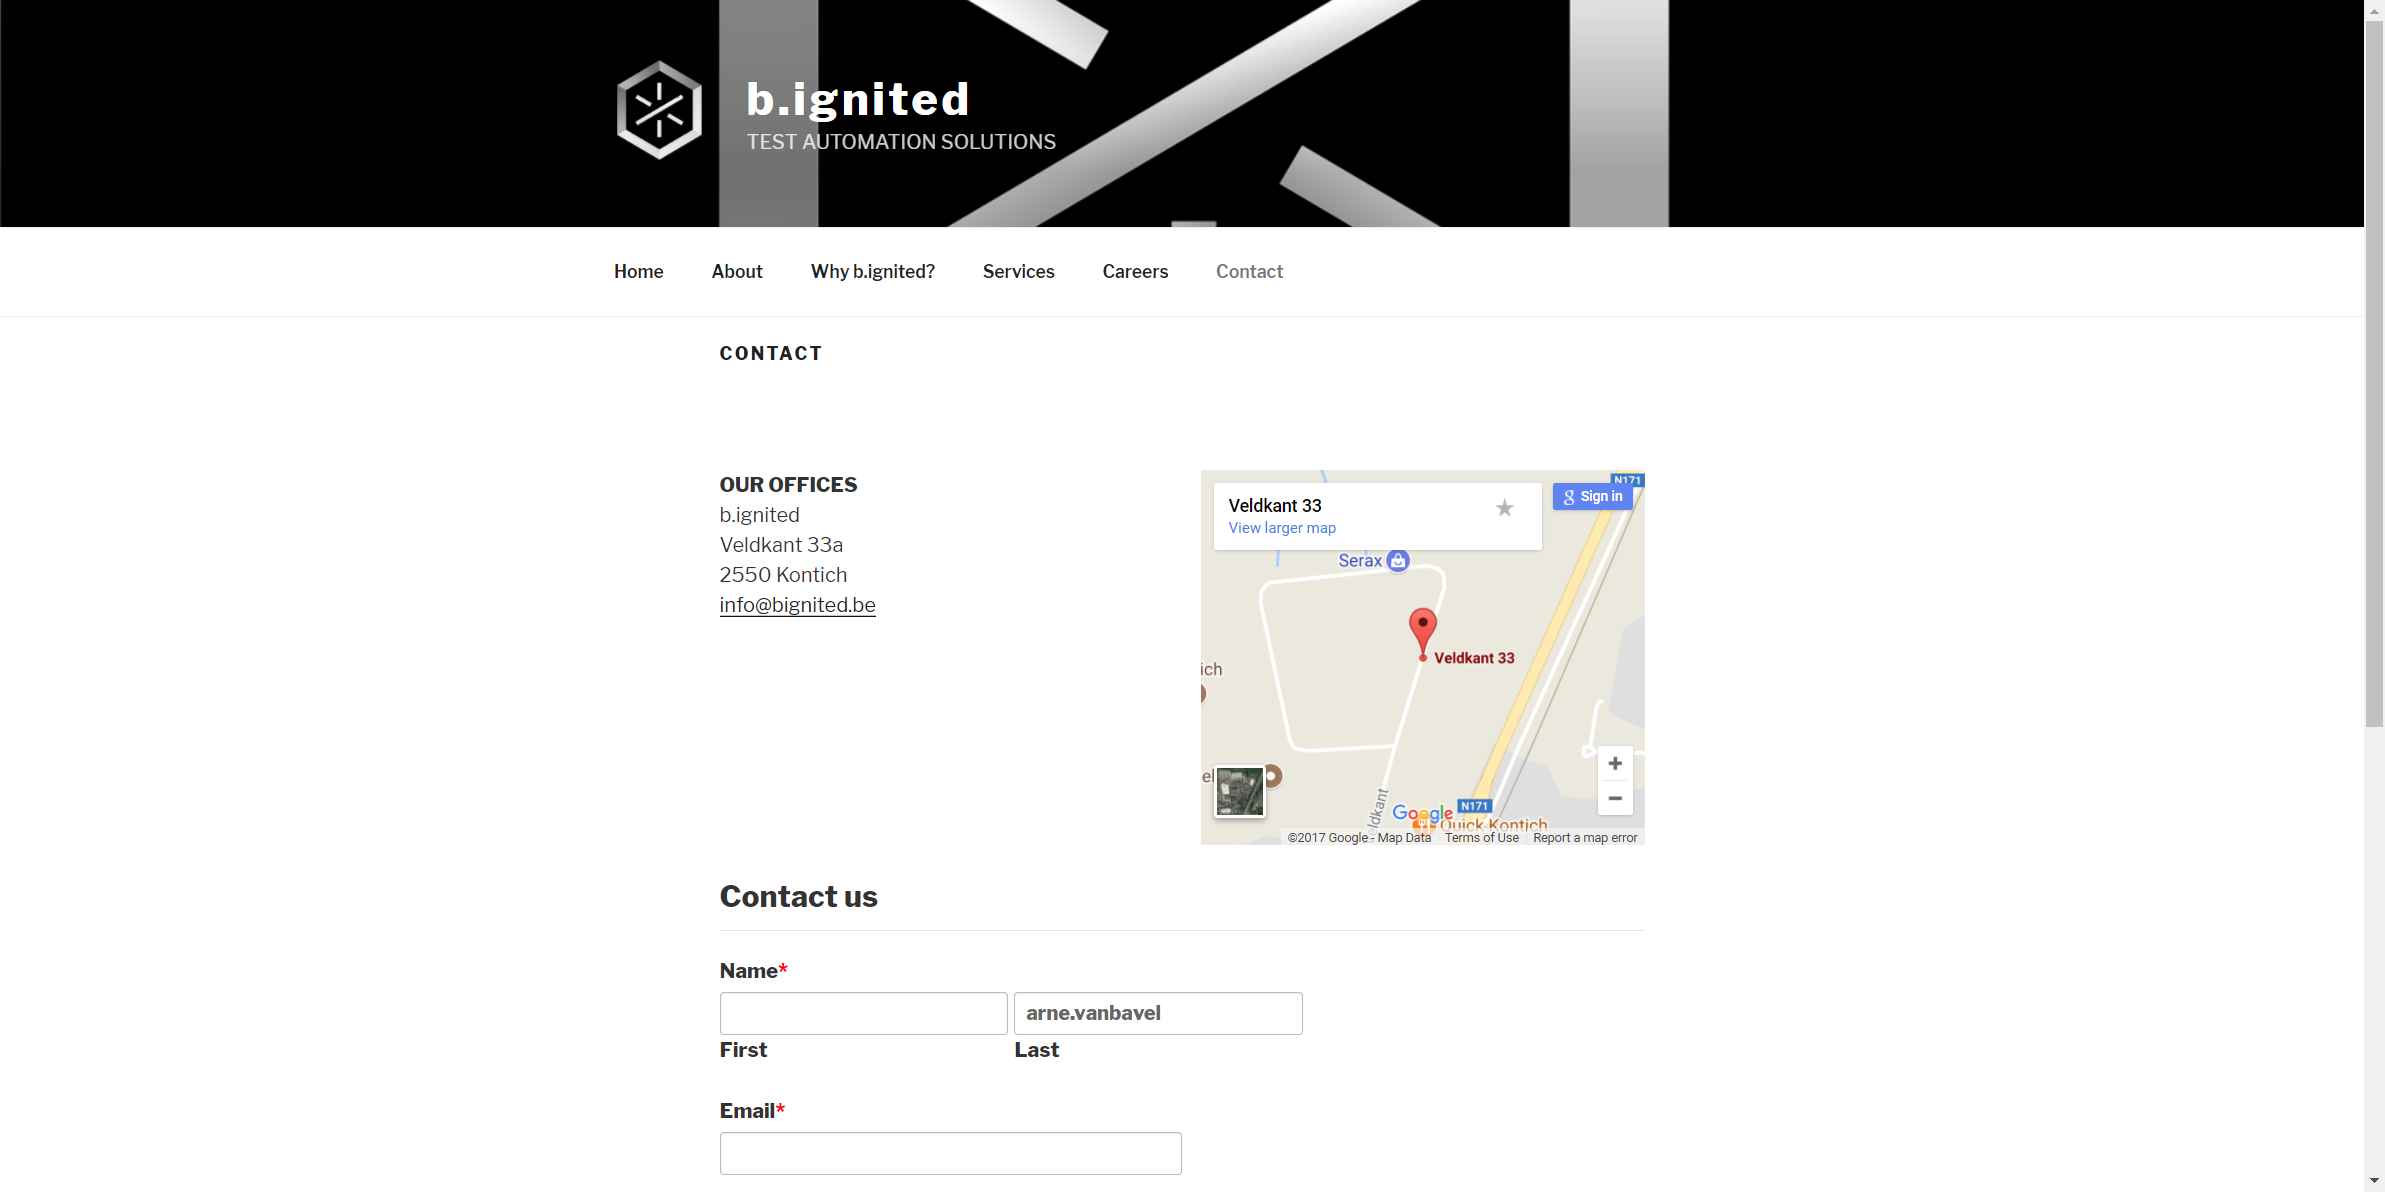 b.ignited
TEST AUTOMATION SOLUTIONS
Home About Why b.ignited? Services Careers Contact
CONTACT
OUR OFFICES
b.ignited
Veldkant 33a
2550 Kontich
info@bignited.be
N171
Veldkant 33
View larger map
g Sign in
Serax
Veldkant 33
ich
el
eldkant
Google
N171
Quick Kontich
©2017 Google - Map Data Terms of Use Report a map error
Contact us
Name*
arne.vanbavel
First Last
Email*